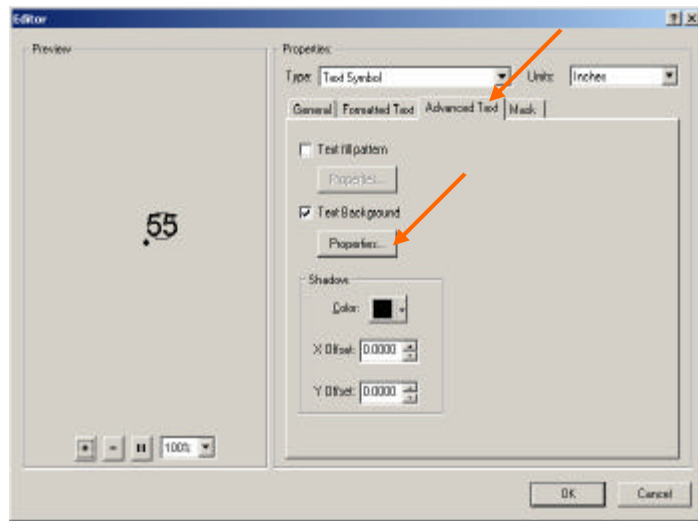 Editor
Preview
Properties:
Type: Text Symbol Units: Inches
General Formatted Text Advanced Text Mask
Text fill pattern
Properties...
Text Background
Properties...
Shadow
Color:
X Offset: 0.0000
Y Offset: 0.0000
55
100%
OK Cancel